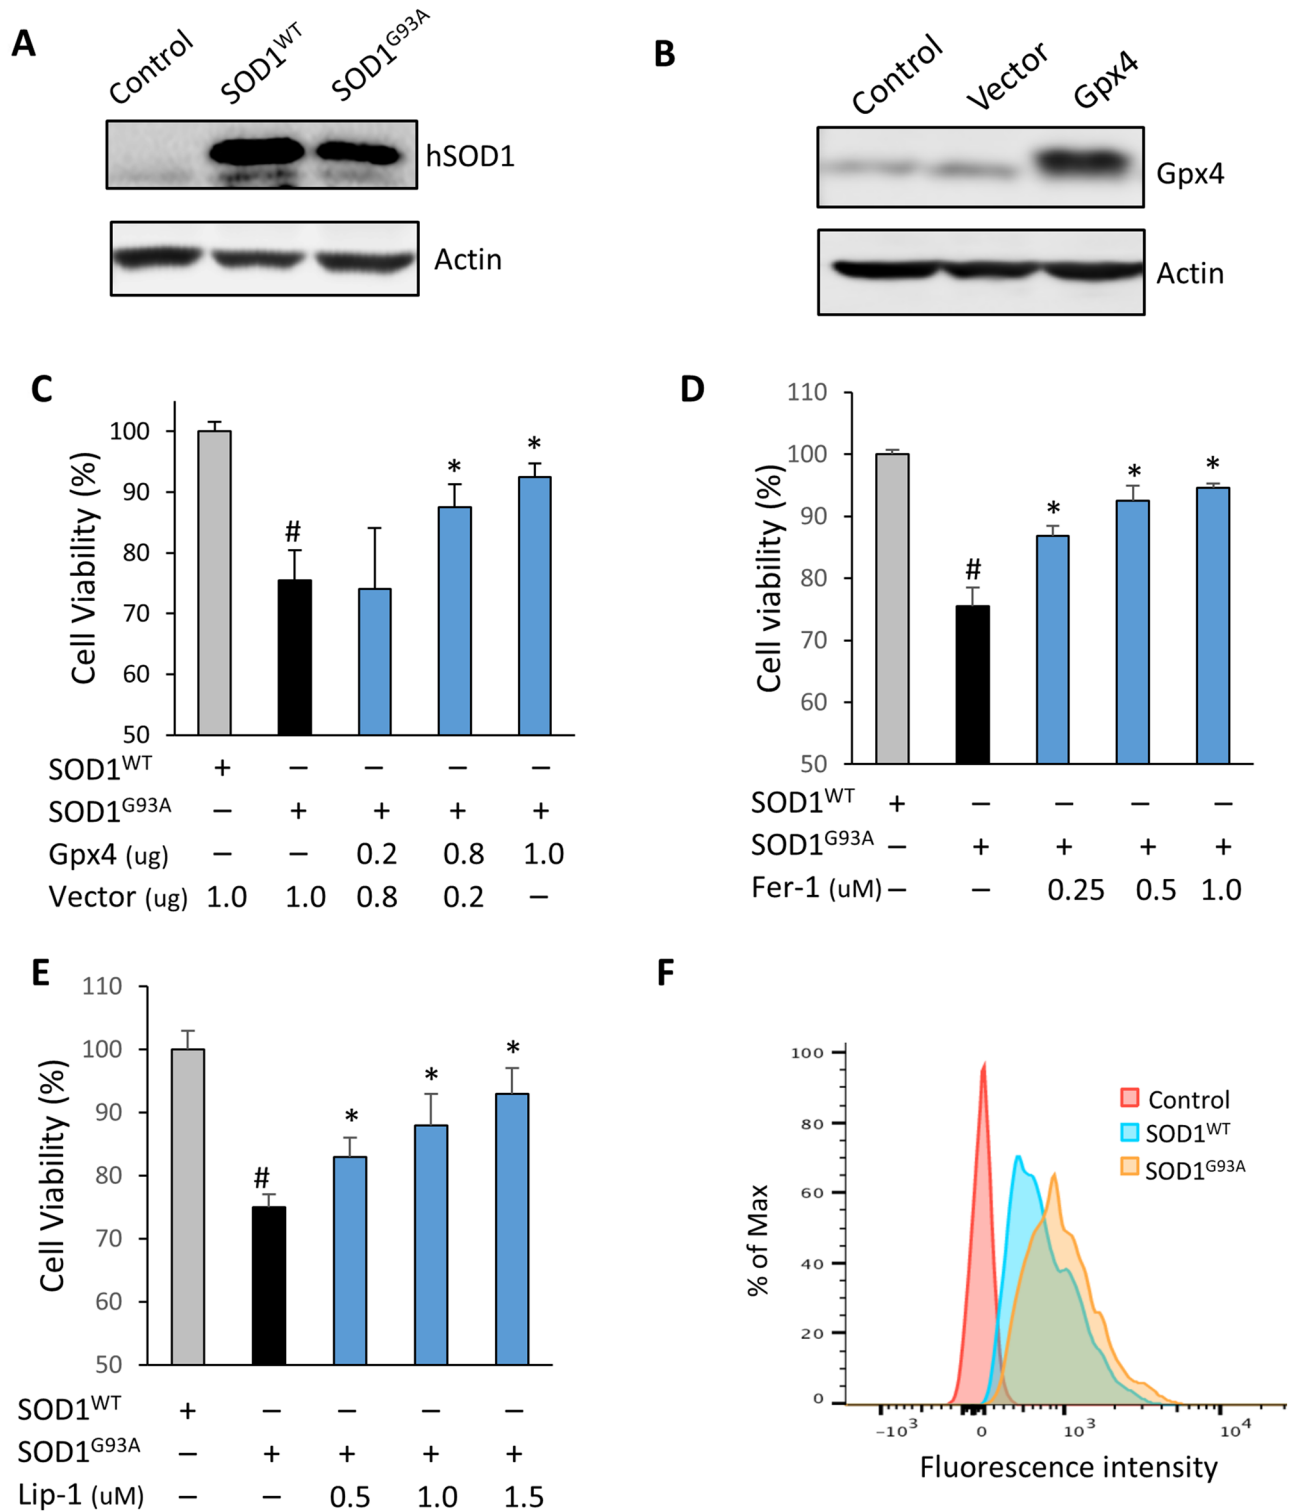 A
Control
SOD1WT
SOD1G93A
hSOD1
Actin
B
Control
Vector
Gpx4
Gpx4
Actin
C
Cell Viability (%)
100
90
80
70
60
50
#
*
*
SOD1WT + – – – –
SOD1G93A – + + + +
Gpx4 (ug) – – 0.2 0.8 1.0
Vector (ug) 1.0 1.0 0.8 0.2 –
D
Cell viability (%)
110
100
90
80
70
60
50
#
*
*
*
SOD1WT + – – – –
SOD1G93A – + + + +
Fer-1 (uM) – – 0.25 0.5 1.0
E
Cell Viability (%)
110
100
90
80
70
60
50
#
*
*
*
SOD1WT + – – – –
SOD1G93A – + + + +
Lip-1 (uM) – – 0.5 1.0 1.5
F
% of Max
100
80
60
40
20
0
Control
SOD1WT
SOD1G93A
-103 0 103 104
Fluorescence intensity